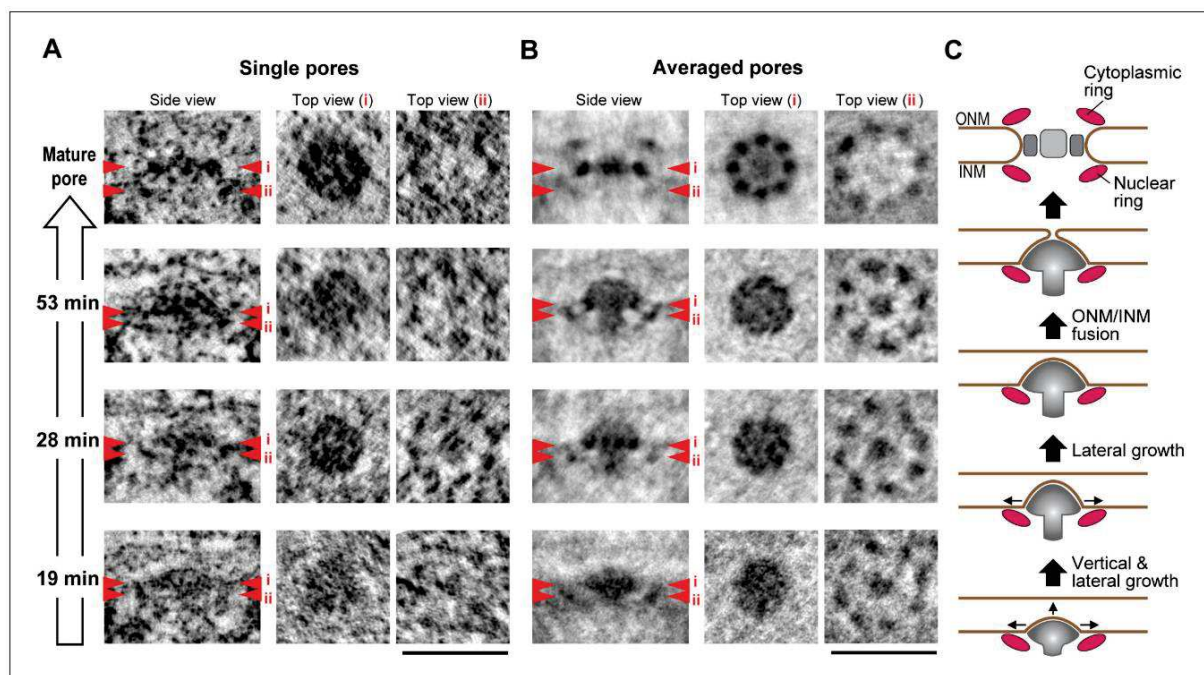 A
Single pores
Side view
Top view (i)
Top view (ii)
Mature
pore
53 min
28 min
19 min
i
ii
i
ii
i
ii
i
ii
B
Averaged pores
Side view
Top view (i)
Top view (ii)
i
ii
i
ii
i
ii
i
ii
C
Cytoplasmic
ring
ONM
INM
Nuclear
ring
ONM/INM
fusion
Lateral growth
Vertical &
lateral growth